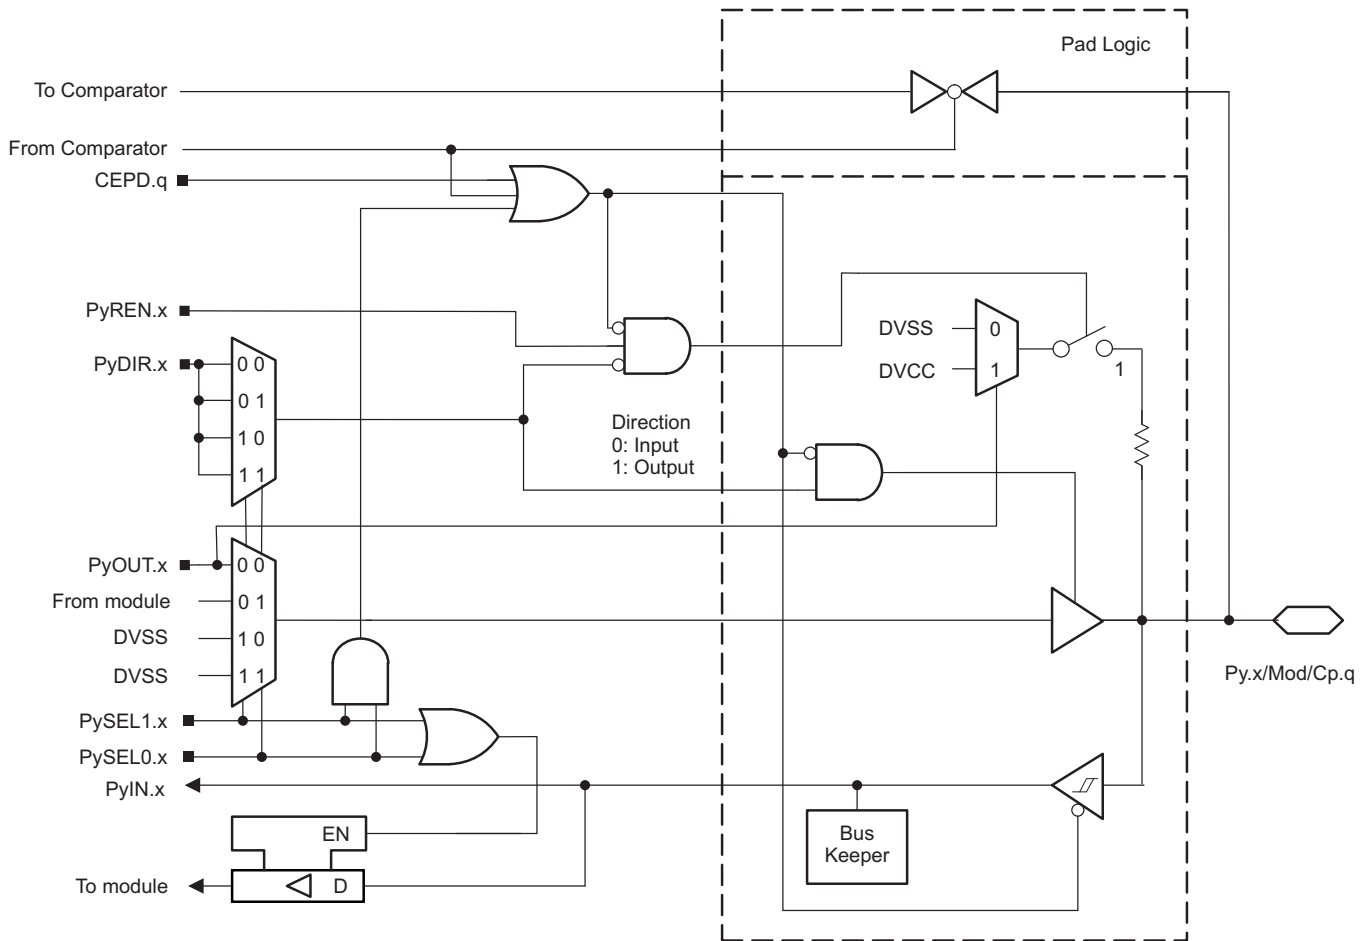 Pad Logic
To Comparator
From Comparator
CEPD.q
PyREN.x
DVSS
0
PyDIR.x
0 0
DVCC
1
1
0 1
Direction
0: Input
1: Output
1 0
1 1
PyOUT.x
0 0
From module
0 1
DVSS
1 0
DVSS
1 1
Py.x/Mod/Cp.q
PySEL1.x
PySEL0.x
PyIN.x
EN
Bus
Keeper
To module
D